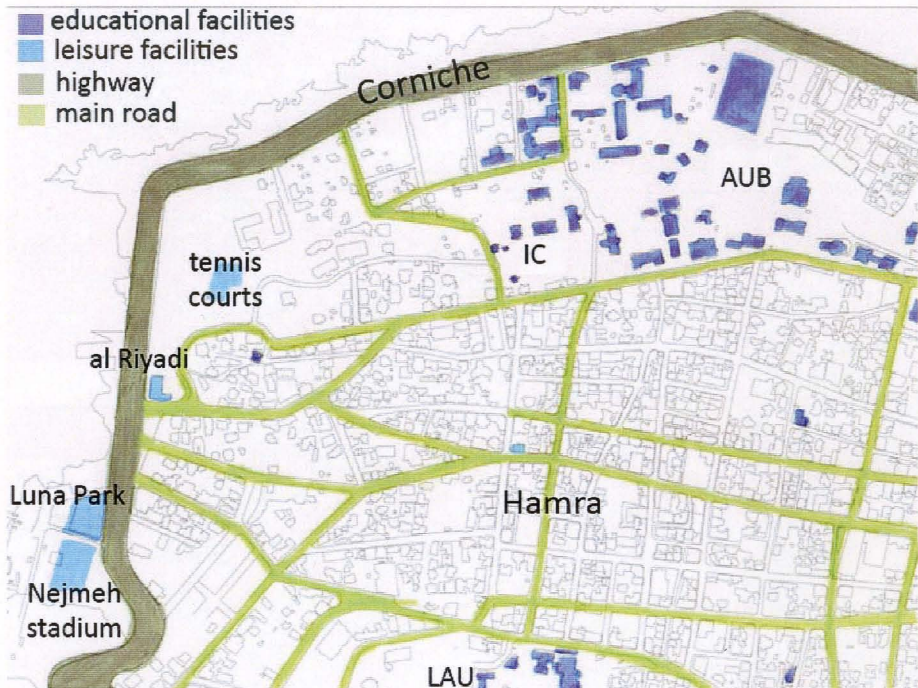 educational facilities
leisure facilities
highway
main road
Corniche
AUB
IC
tennis
courts
al Riyadi
Luna Park
Hamra
Nejmeh
stadium
LAU